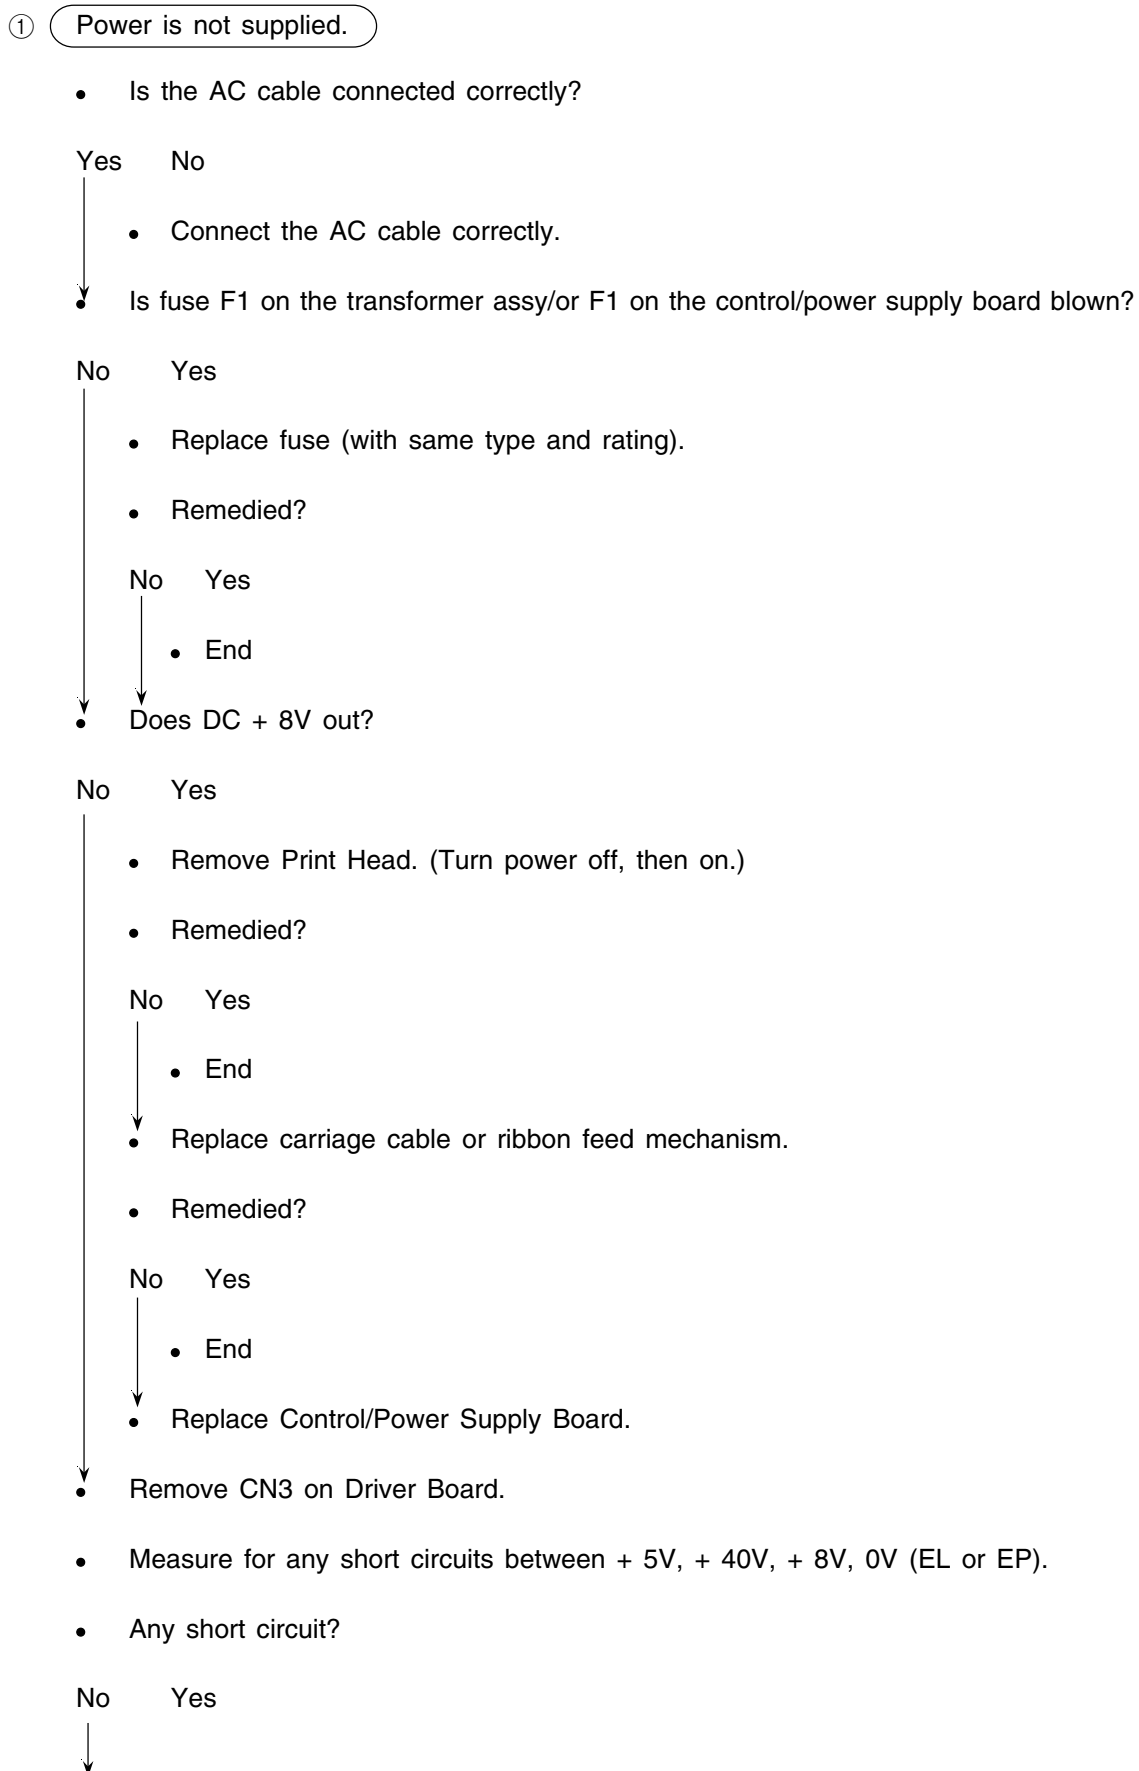 ① Power is not supplied.
• Is the AC cable connected correctly?
Yes No
• Connect the AC cable correctly.
• Is fuse F1 on the transformer assy/or F1 on the control/power supply board blown?
No Yes
• Replace fuse (with same type and rating).
• Remedied?
No Yes
• End
• Does DC + 8V out?
No Yes
• Remove Print Head. (Turn power off, then on.)
• Remedied?
No Yes
• End
• Replace carriage cable or ribbon feed mechanism.
• Remedied?
No Yes
• End
• Replace Control/Power Supply Board.
• Remove CN3 on Driver Board.
• Measure for any short circuits between + 5V, + 40V, + 8V, 0V (EL or EP).
• Any short circuit?
No Yes